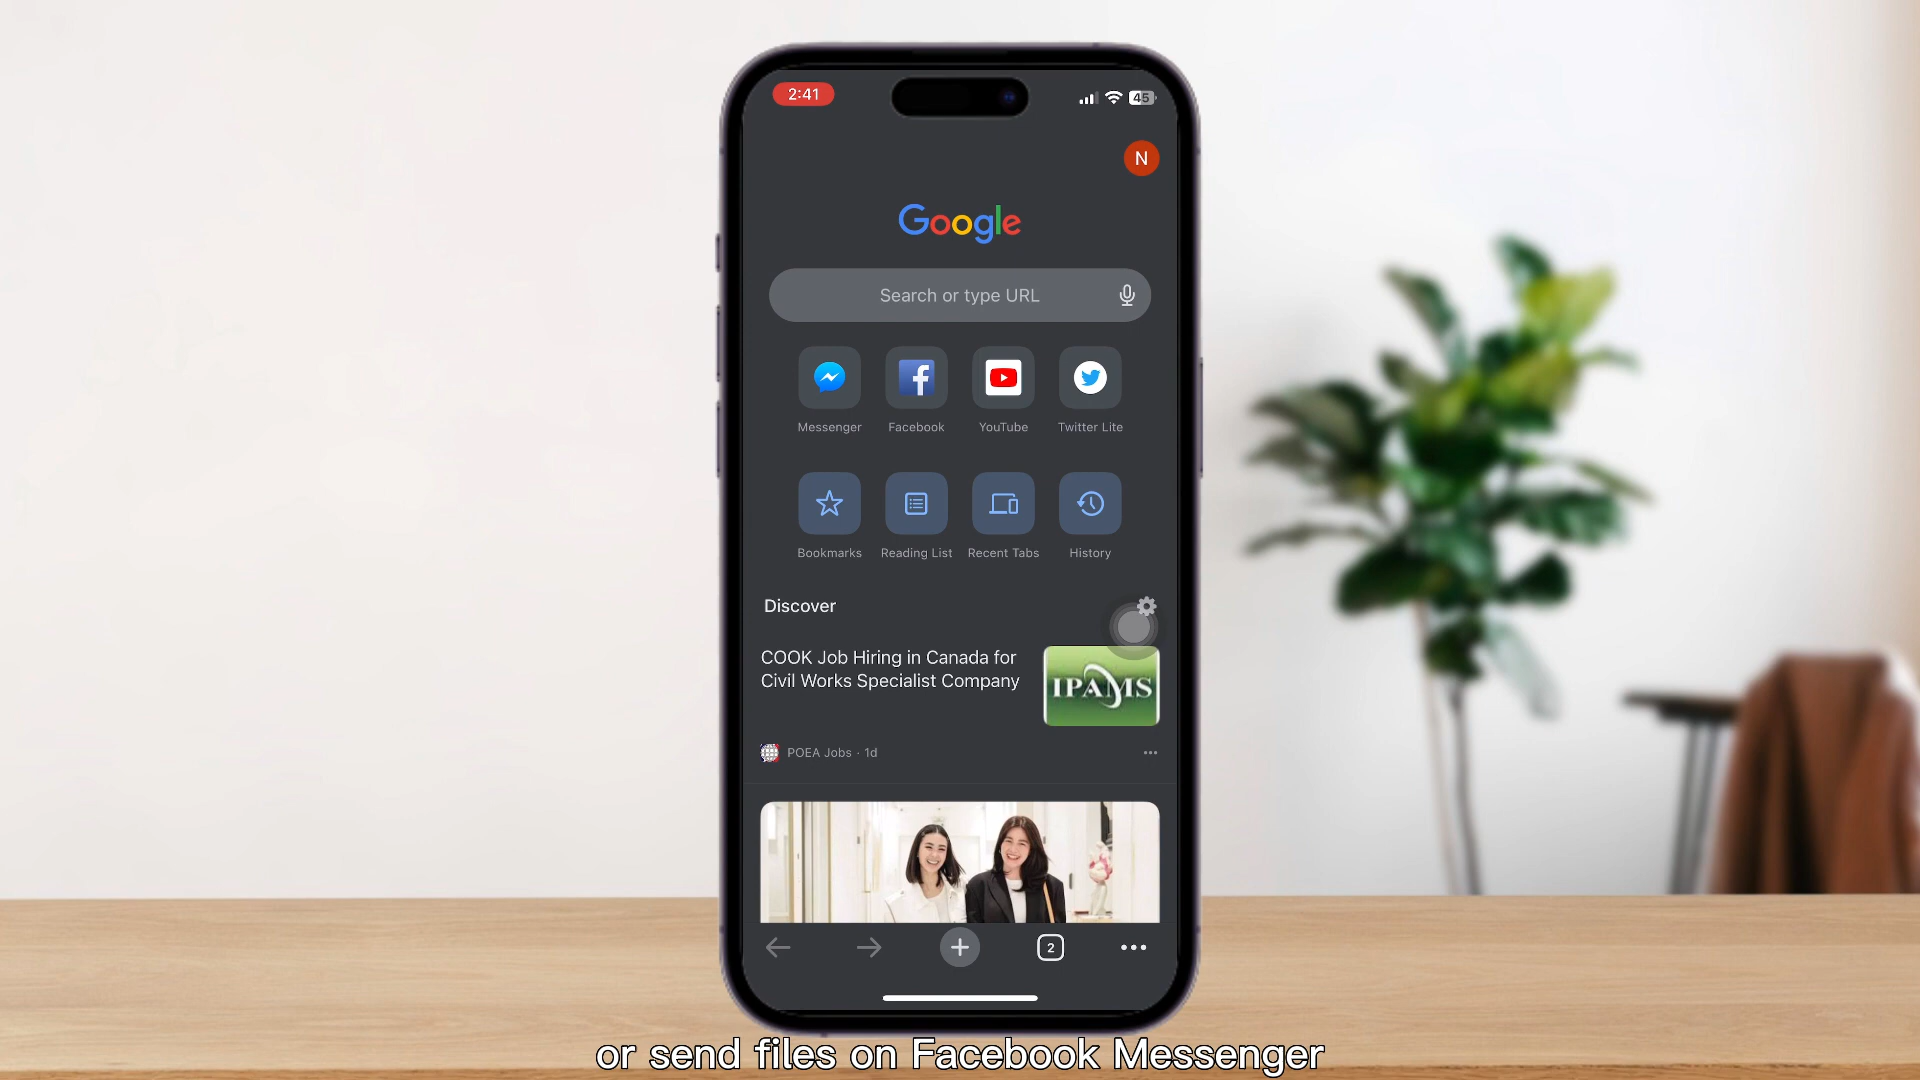 2:41
45
N
Google
Search or type URL
Messenger
Facebook
YouTube
Twitter Lite
Bookmarks
Reading List
Recent Tabs
History
Discover
COOK Job Hiring in Canada for
Civil Works Specialist Company
IPAMS
POEA Jobs · 1d
2
or send files on Facebook Messenger